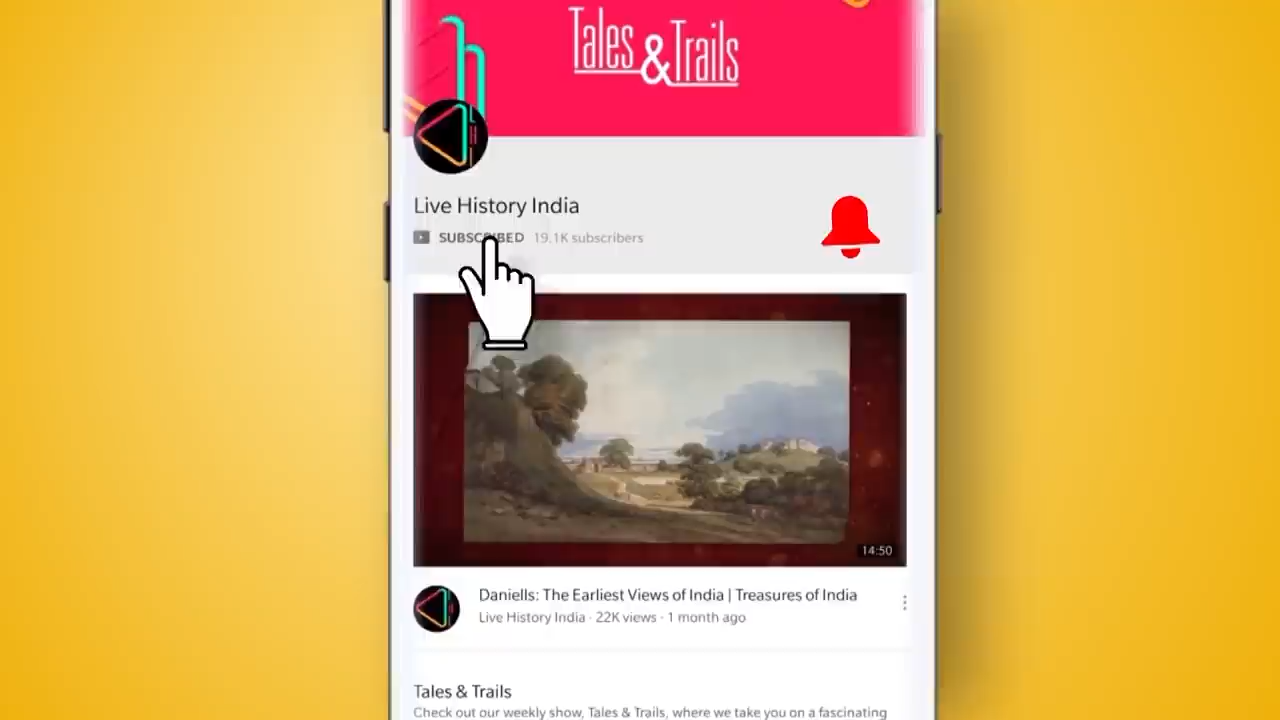 Tales & Trails
Live History India
SUBSCRIBED 19.1K subscribers
14:50
Daniells: The Earliest Views of India | Treasures of India
Live History India · 22K views · 1 month ago
Tales & Trails
Check out our weekly show, Tales & Trails, where we take you on a fascinating